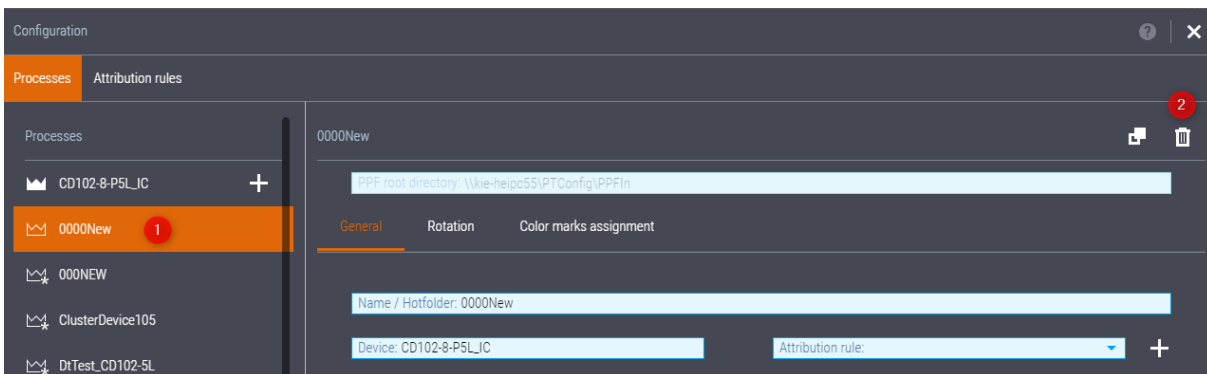 Configuration
?
Processes Attribution rules
2
Processes
0000New
CD102-8-P5L_IC
PPF root directory: \\kie-heipc55\PTConfig\PPFIn
0000New 1
General Rotation Color marks assignment
000NEW
Name / Hotfolder: 0000New
ClusterDevice105
Device: CD102-8-P5L_IC Attribution rule:
DtTest_CD102-5L